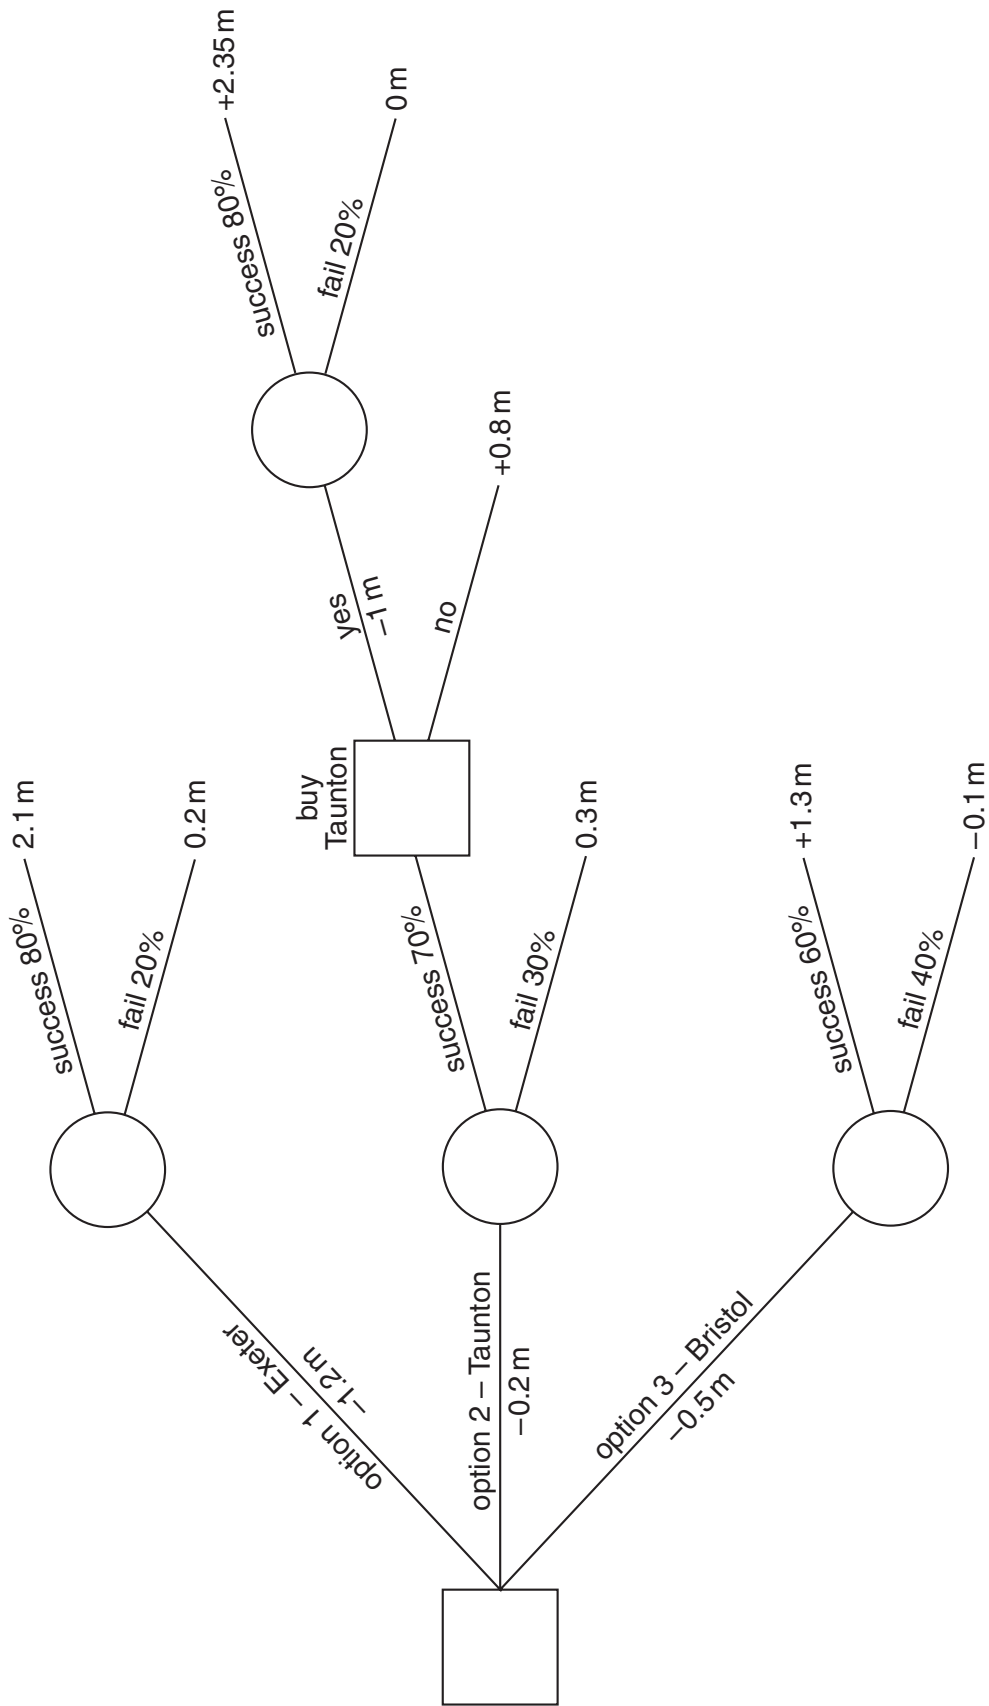 option 1 – Exeter
–1.2 m
success 80%
2.1 m
fail 20%
0.2 m
option 2 – Taunton
–0.2 m
success 70%
buy
Taunton
yes
–1 m
success 80%
+2.35 m
fail 20%
0 m
no
+0.8 m
fail 30%
0.3 m
option 3 – Bristol
–0.5 m
success 60%
+1.3 m
fail 40%
–0.1 m